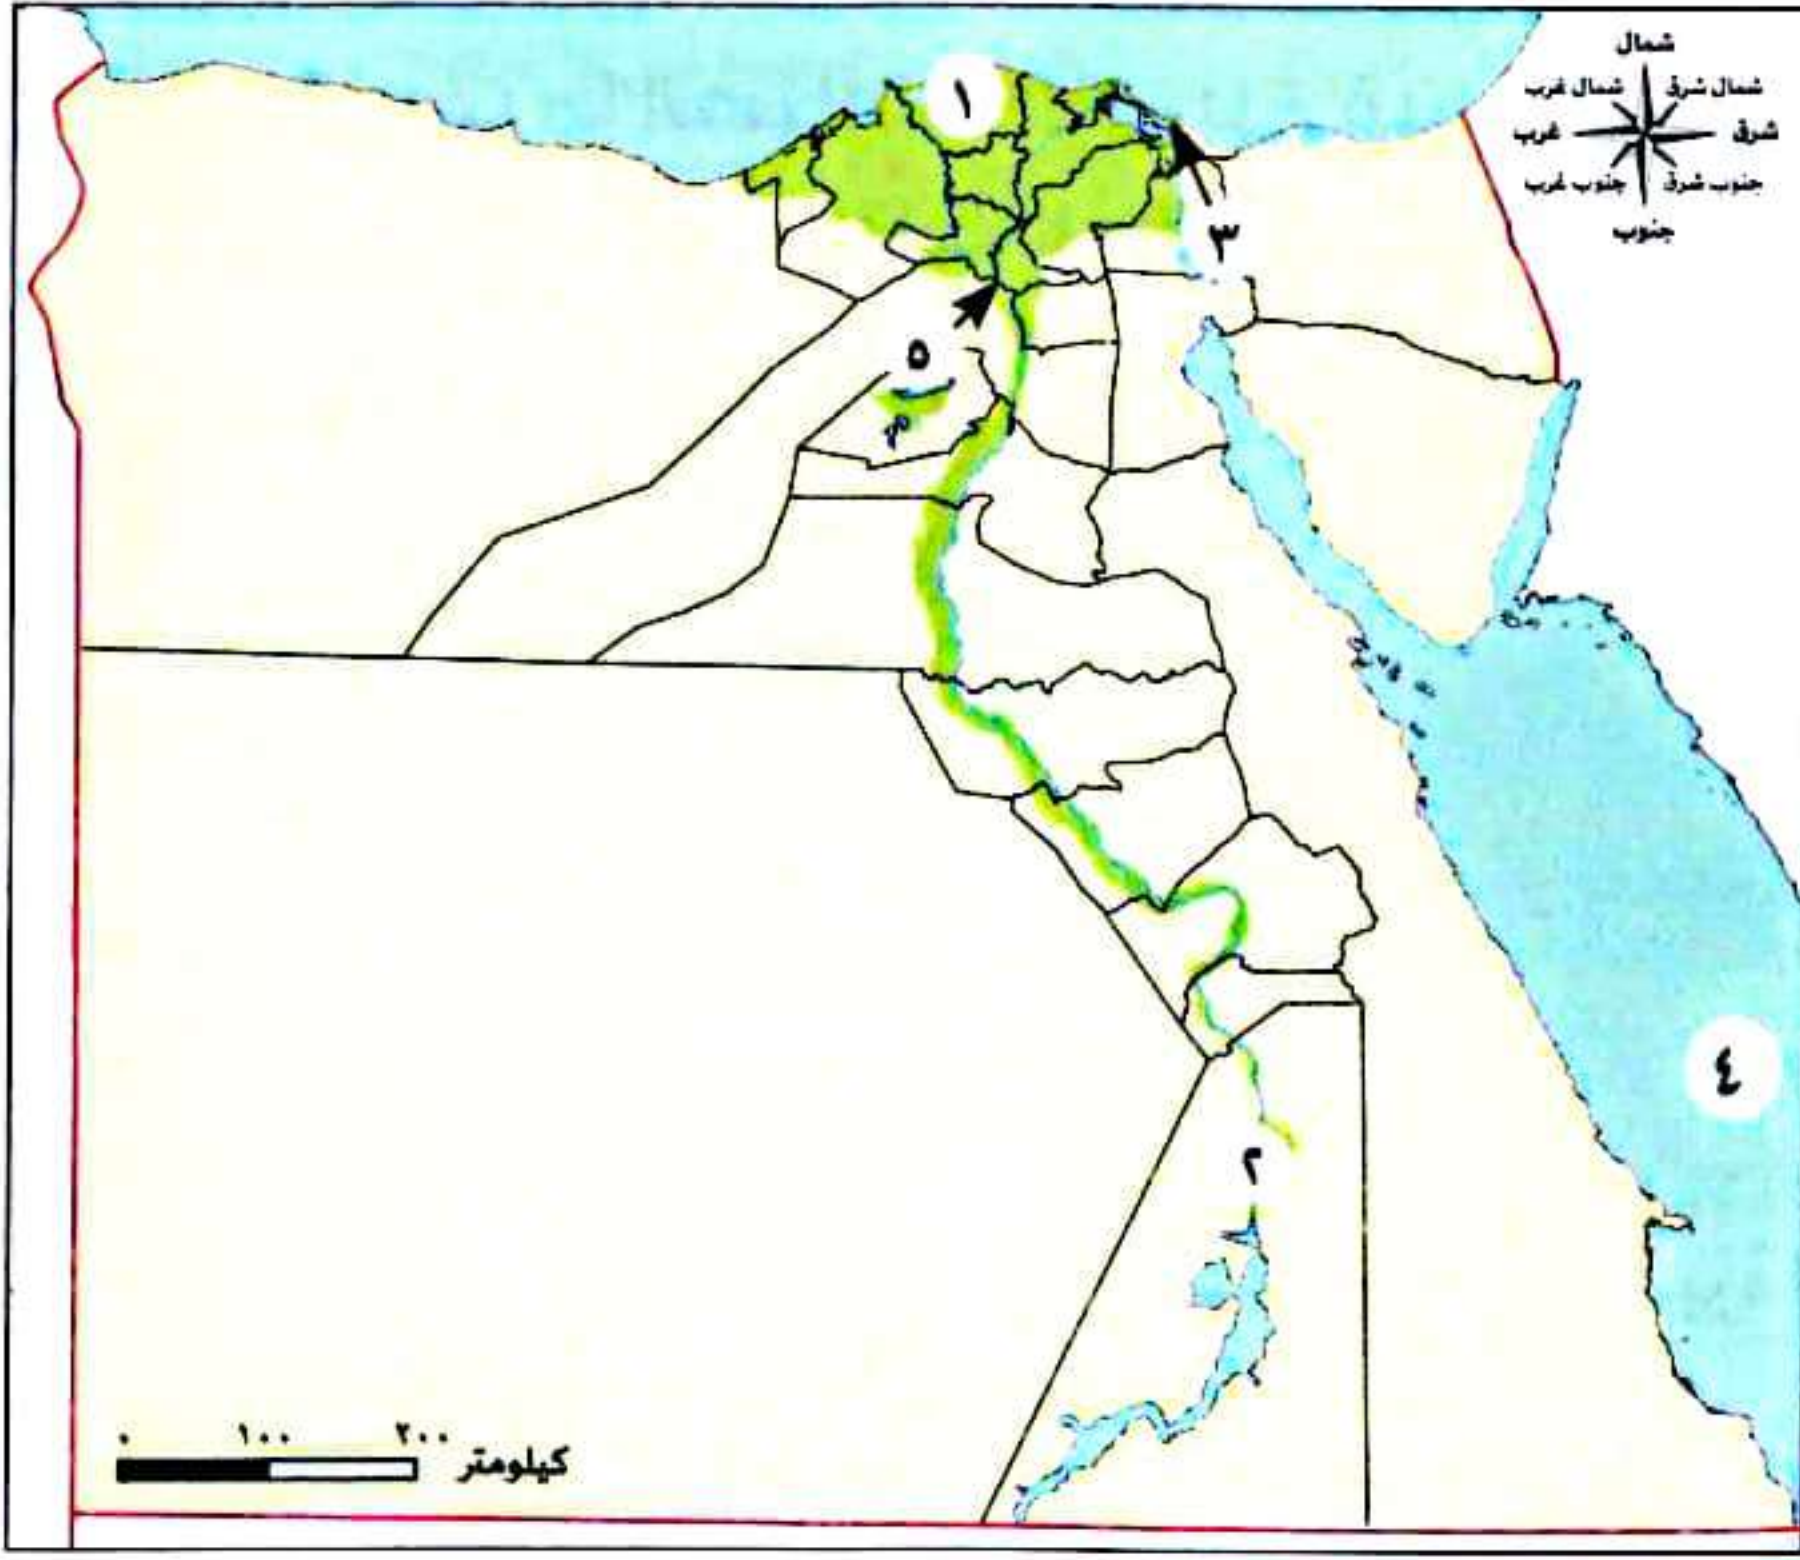 شمال
شمال غرب
شمال شرق
غرب
شرق
جنوب غرب
جنوب شرق
جنوب
١
٣
٥
٤
٢
٠ ١٠٠ ٢٠٠
كيلومتر